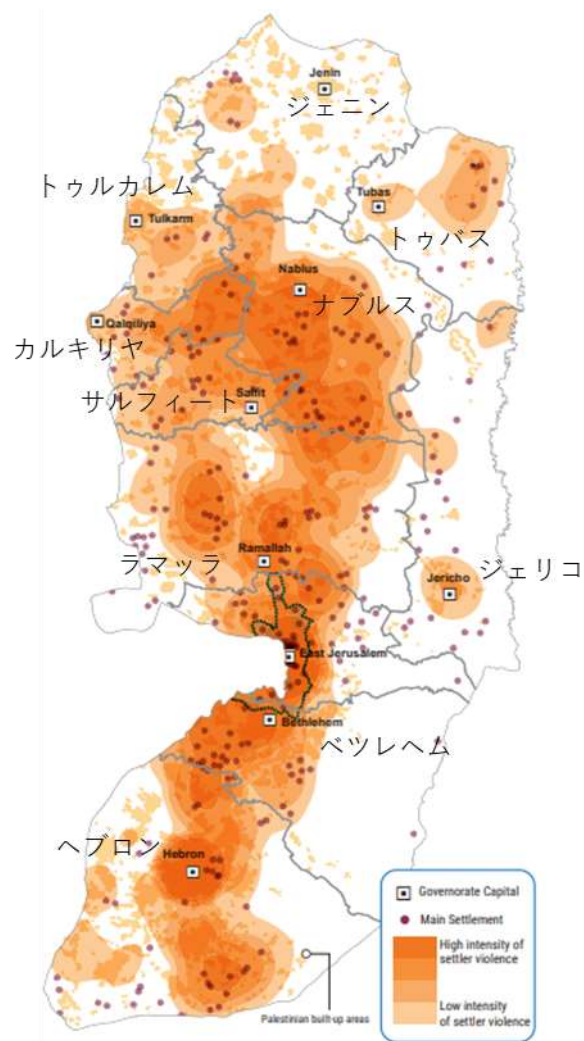 Jenin
ジェニン
トゥルカレム
Tulkarm
Tubas
トゥバス
Nablus
ナブルス
Qalqiliya
カルキリヤ
サルフィート
Salfit
Ramallah
ラマッラ
ジェリコ
Jericho
East Jerusalem
Bethlehem
ベツレヘム
ヘブロン
Hebron
Governorate Capital
Main Settlement
High intensity of
settler violence
Low intensity
of settler violence
Palestinian built-up areas